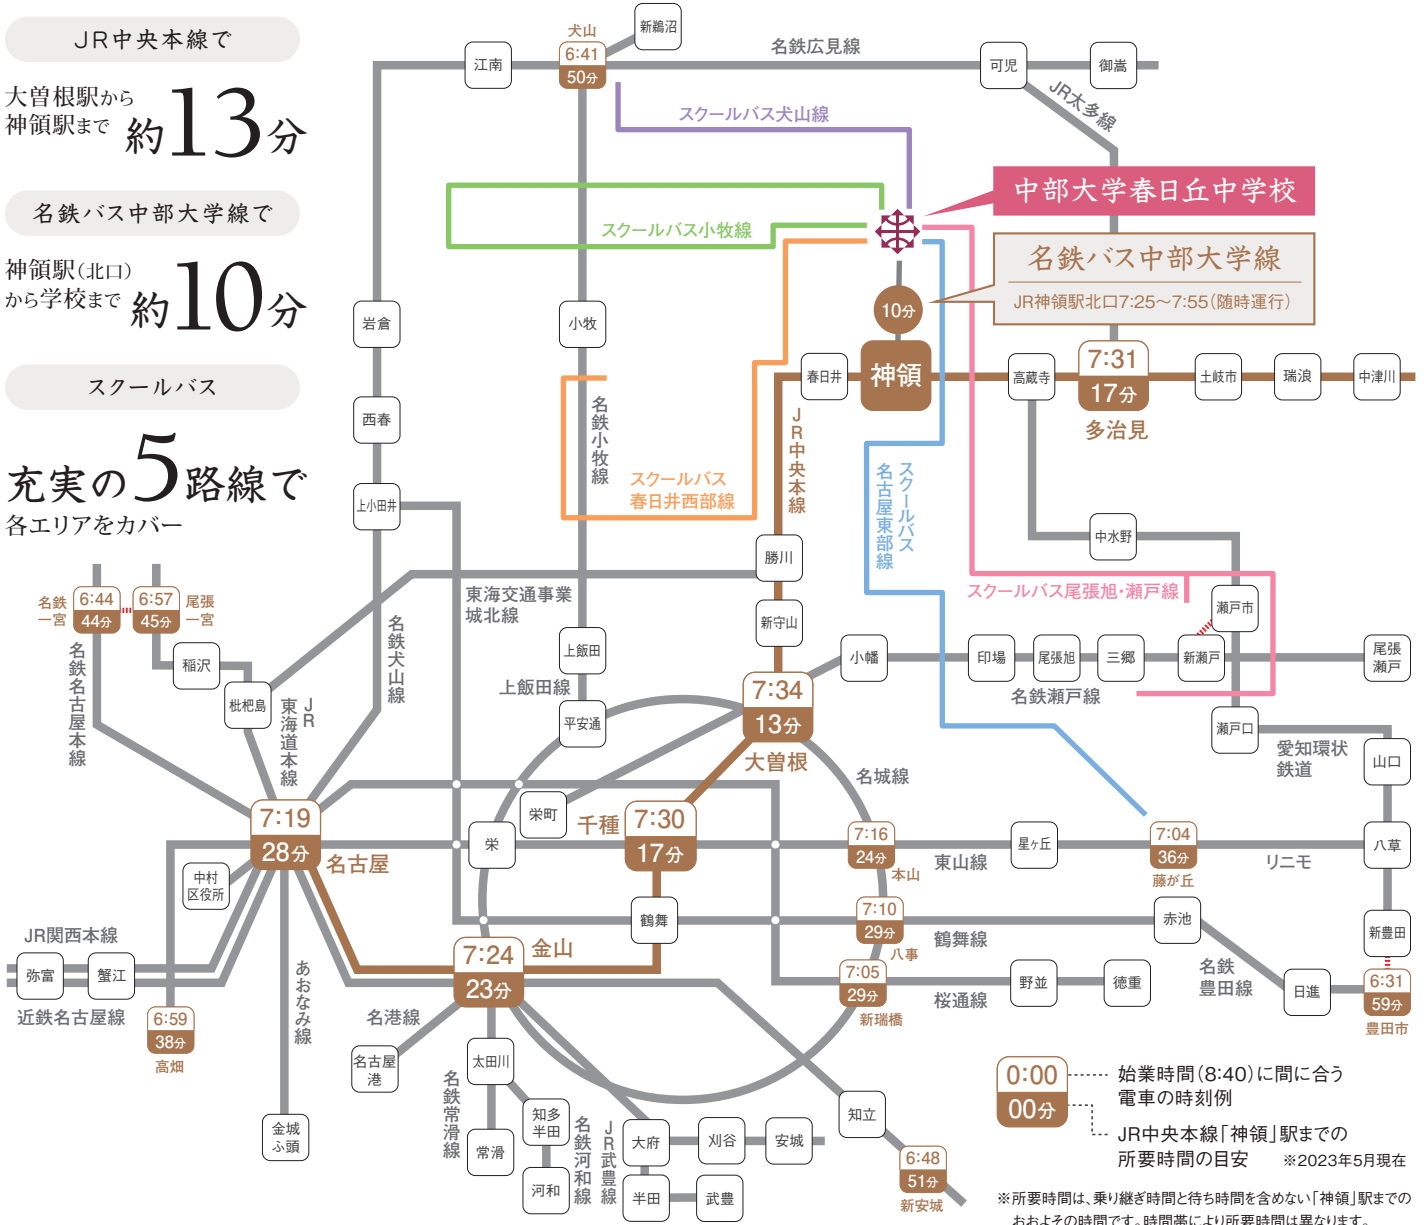 JR中央本線で
大曽根駅から
神領駅まで 約13分
名鉄バス中部大学線で
神領駅(北口)
から学校まで 約10分
スクールバス
充実の5路線で
各エリアをカバー
犬山
6:41
50分
新鵜沼
江南
名鉄広見線
可児
御嵩
JR太多線
スクールバス犬山線
中部大学春日丘中学校
スクールバス小牧線
名鉄バス中部大学線
JR神領駅北口7:25〜7:55(随時運行)
10分
岩倉
小牧
神領
春日井
高蔵寺
7:31
17分
多治見
土岐市
瑞浪
中津川
西春
名鉄小牧線
JR中央本線
スクールバス
春日井西部線
スクールバス
名古屋東部線
上小田井
中水野
勝川
東海交通事業
城北線
スクールバス尾張旭・瀬戸線
瀬戸市
名鉄
一宮
6:44
44分
6:57
45分
尾張
一宮
名鉄犬山線
新守山
稲沢
上飯田
小幡
印場
尾張旭
三郷
新瀬戸
尾張
瀬戸
名鉄名古屋本線
枇杷島
JR
東海道本線
上飯田線
7:34
13分
大曽根
名鉄瀬戸線
平安通
瀬戸口
愛知環状
鉄道
山口
名城線
7:19
28分
名古屋
栄町
千種
7:30
17分
栄
7:16
24分
本山
東山線
星ヶ丘
7:04
36分
藤が丘
リニモ
八草
中村
区役所
鶴舞
7:10
29分
八事
鶴舞線
赤池
新豊田
JR関西本線
弥富
蟹江
近鉄名古屋線
あおなみ線
7:24
23分
金山
7:05
29分
新瑞橋
桜通線
野並
徳重
名鉄
豊田線
日進
6:31
59分
豊田市
6:59
38分
高畑
名港線
名古屋
港
太田川
名鉄常滑線
知多
半田
名鉄河和線
JR武豊線
金城
ふ頭
常滑
河和
大府
刈谷
安城
半田
武豊
知立
6:48
51分
新安城
0:00
00分
始業時間(8:40)に間に合う
電車の時刻例
JR中央本線「神領」駅までの
所要時間の目安 ※2023年5月現在
※所要時間は、乗り継ぎ時間と待ち時間を含めない「神領」駅までの
おおよその時間です。時間帯により所要時間は異なります。